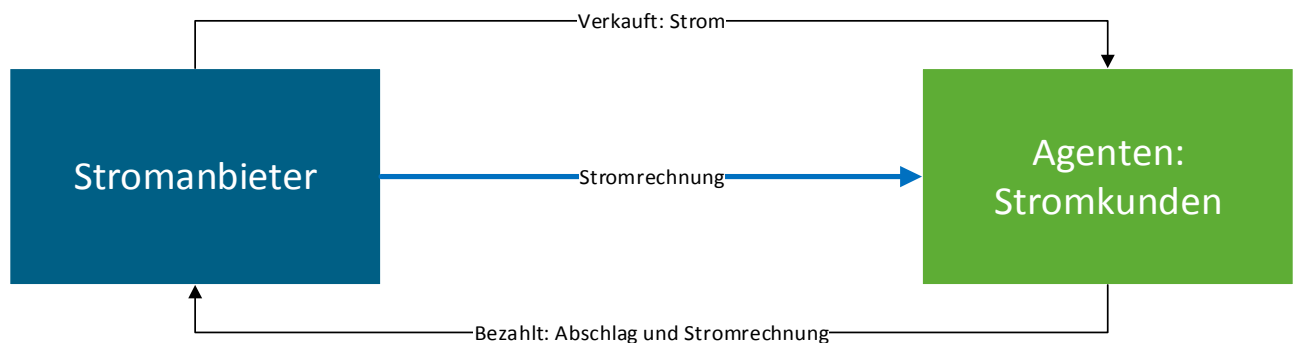 Verkauft: Strom
Stromanbieter
Stromrechnung
Agenten:
Stromkunden
Bezahlt: Abschlag und Stromrechnung